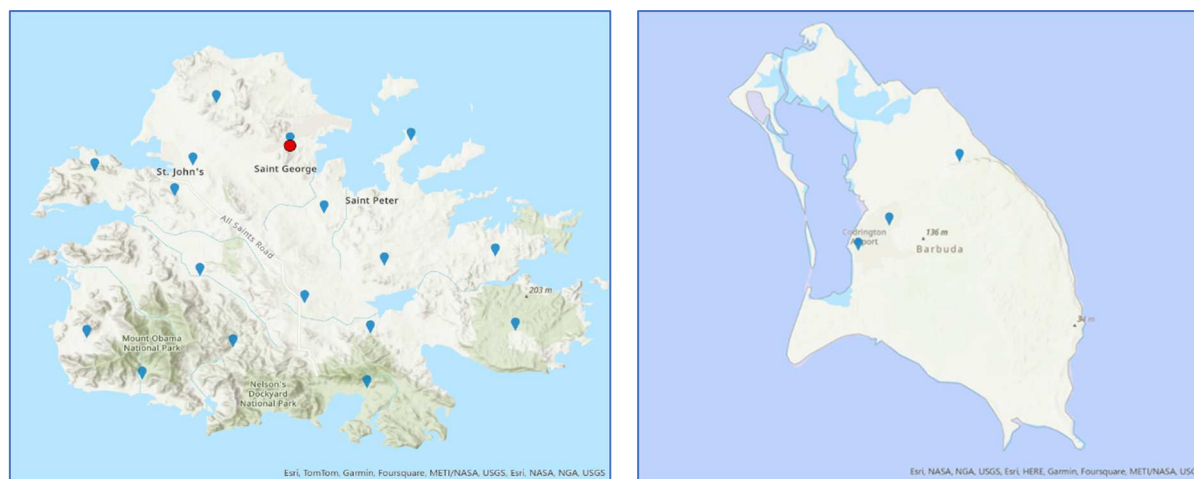 St. John's
Saint George
Saint Peter
All Saints Road
203 m
Mount Obama
National Park
Nelson's
Dockyard
National Park
Esri, TomTom, Garmin, Foursquare, METI/NASA, USGS, Esri, NASA, NGA, USGS
Codrington
Airport
136 m
Barbuda
34 m
Esri, NASA, NGA, USGS, Esri, HERE, Garmin, Foursquare, METI/NASA, USG